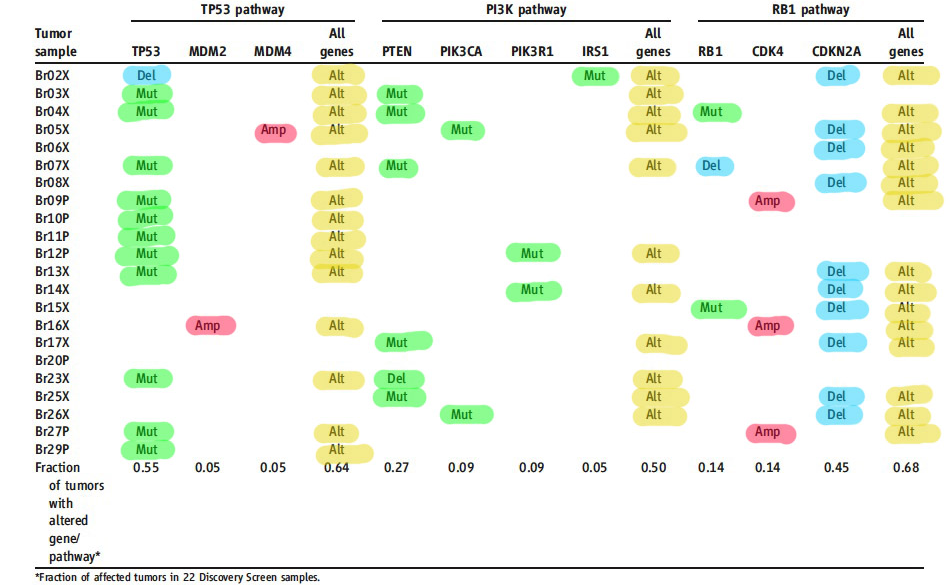 TP53 pathway PI3K pathway RB1 pathway
Tumor All All All
sample TP53 MDM2 MDM4 genes PTEN PIK3CA PIK3R1 IRS1 genes RB1 CDK4 CDKN2A genes
Br02X Del Alt Mut Alt Del Alt
Br03X Mut Alt Mut Alt
Br04X Mut Alt Mut Alt Mut Alt
Br05X Amp Alt Mut Alt Del Alt
Br06X Del Alt
Br07X Mut Alt Mut Alt Del Alt
Br08X Del Alt
Br09P Mut Alt Amp Alt
Br10P Mut Alt
Br11P Mut Alt
Br12P Mut Alt Mut Alt
Br13X Mut Alt Del Alt
Br14X Mut Alt Del Alt
Br15X Mut Del Alt
Br16X Amp Alt Amp Alt
Br17X Mut Alt Del Alt
Br20P
Br23X Mut Alt Del Alt
Br25X Mut Alt Del Alt
Br26X Mut Alt Del Alt
Br27P Mut Alt Amp Alt
Br29P Mut Alt
Fraction 0.55 0.05 0.05 0.64 0.27 0.09 0.09 0.05 0.50 0.14 0.14 0.45 0.68
of tumors
with
altered
gene/
pathway*
*Fraction of affected tumors in 22 Discovery Screen samples.